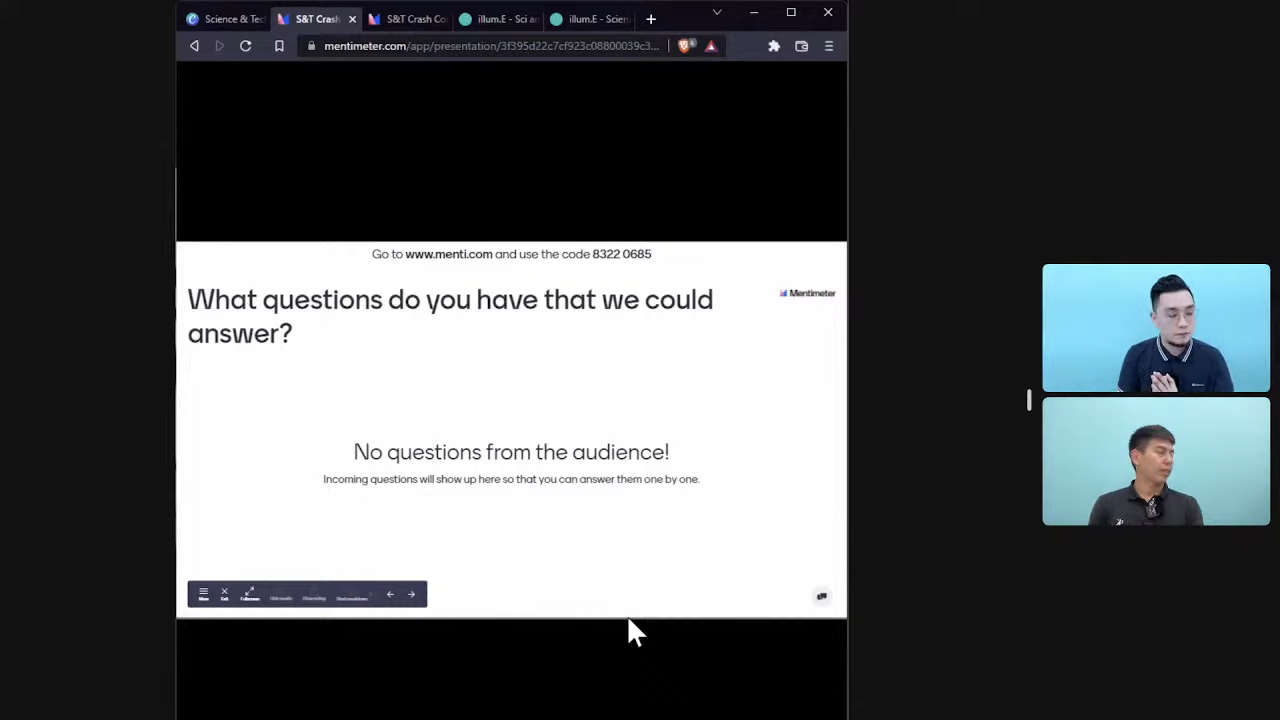 Science & Tec
S&T Crash
S&T Crash Co
illum.E - Sci an
illum.E - Scien
mentimeter.com/app/presentation/3f395d22c7cf923c08800039c3...
6
Go to www.menti.com and use the code 8322 0685
What questions do you have that we could
answer?
Mentimeter
No questions from the audience!
Incoming questions will show up here so that you can answer them one by one.